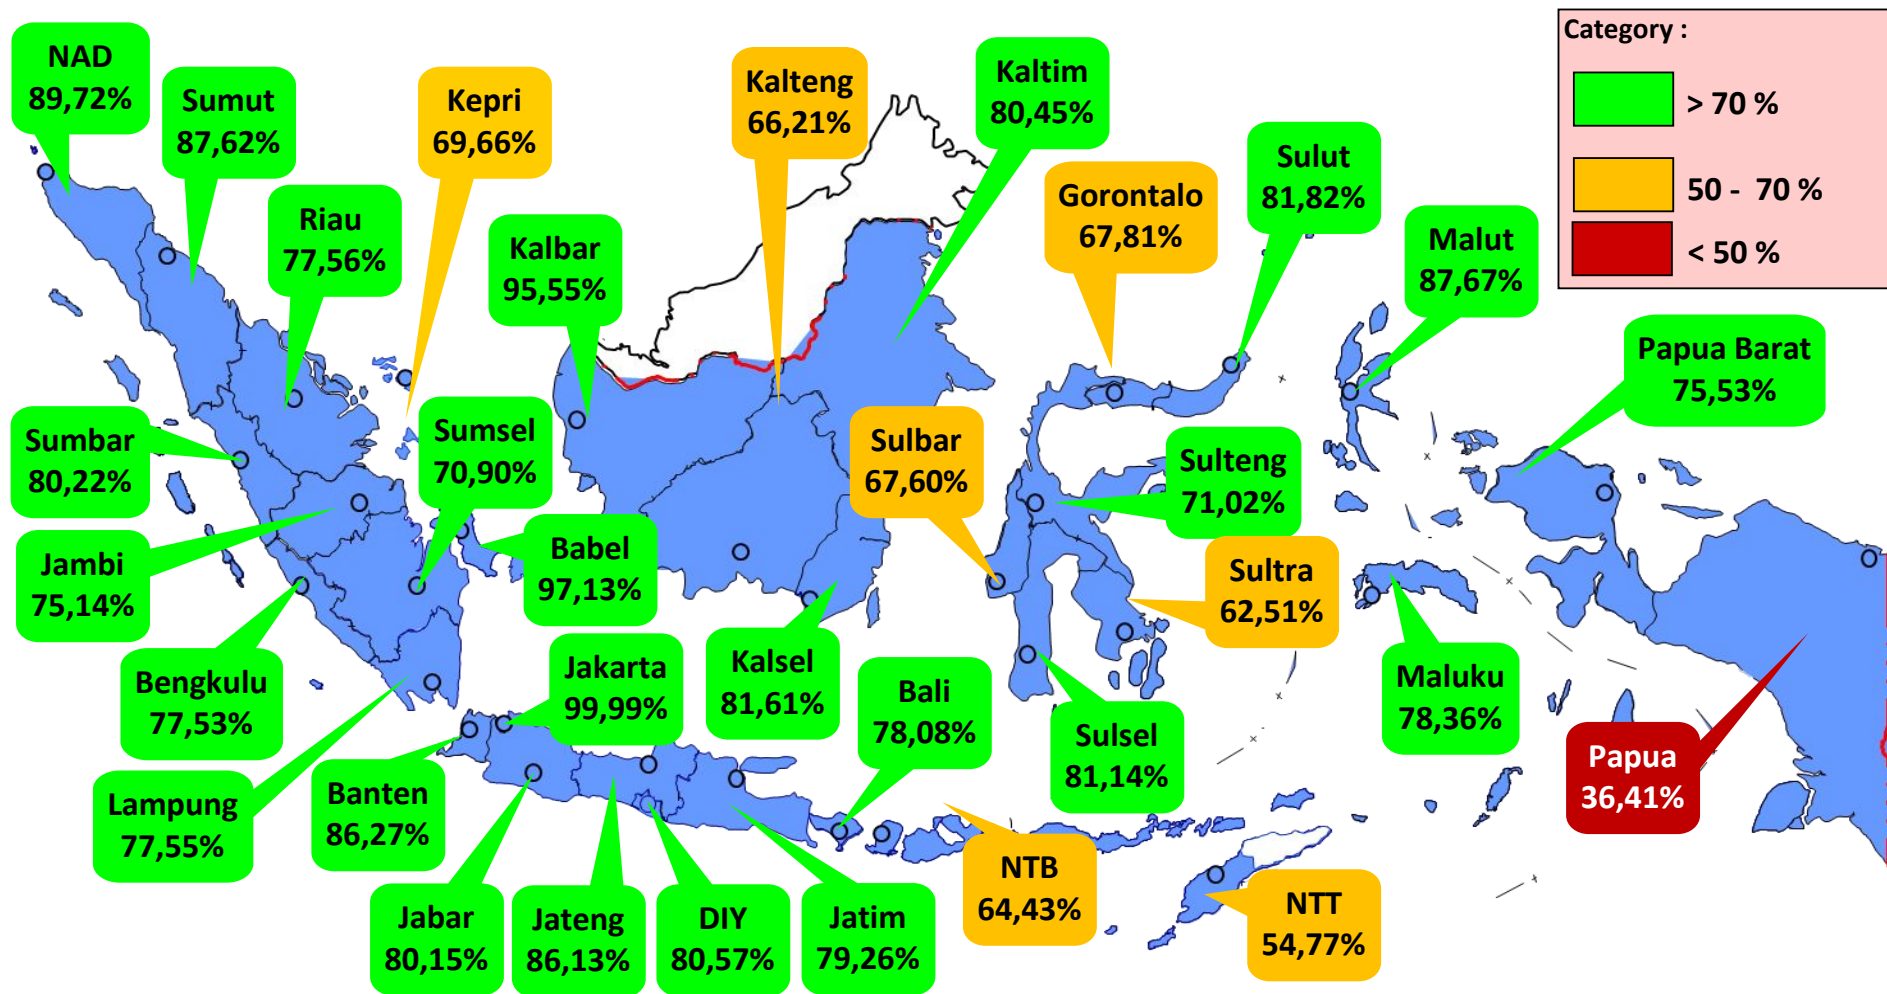 NAD
89,72%
Sumut
87,62%
Kepri
69,66%
Kalteng
66,21%
Kaltim
80,45%
Category :
> 70 %
50 - 70 %
< 50 %
Riau
77,56%
Kalbar
95,55%
Gorontalo
67,81%
Sulut
81,82%
Malut
87,67%
Papua Barat
75,53%
Sumbar
80,22%
Sumsel
70,90%
Sulbar
67,60%
Sulteng
71,02%
Jambi
75,14%
Babel
97,13%
Sultra
62,51%
Bengkulu
77,53%
Jakarta
99,99%
Kalsel
81,61%
Bali
78,08%
Sulsel
81,14%
Maluku
78,36%
Papua
36,41%
Lampung
77,55%
Banten
86,27%
Jabar
80,15%
Jateng
86,13%
DIY
80,57%
Jatim
79,26%
NTB
64,43%
NTT
54,77%